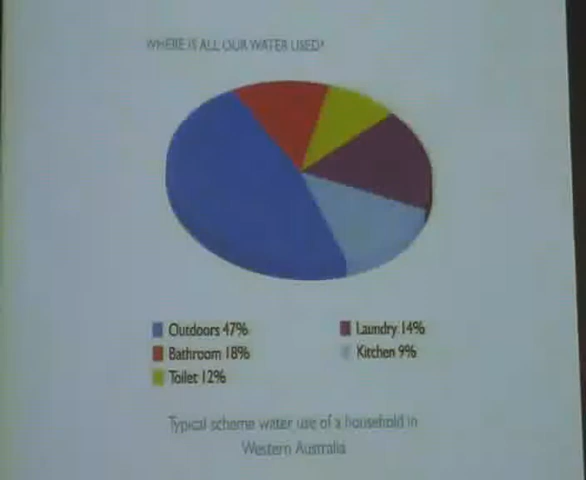 WHERE IS ALL OUR WATER USED?
Outdoors 47%
Bathroom 18%
Toilet 12%
Laundry 14%
Kitchen 9%
Typical scheme water use of a household in
Western Australia